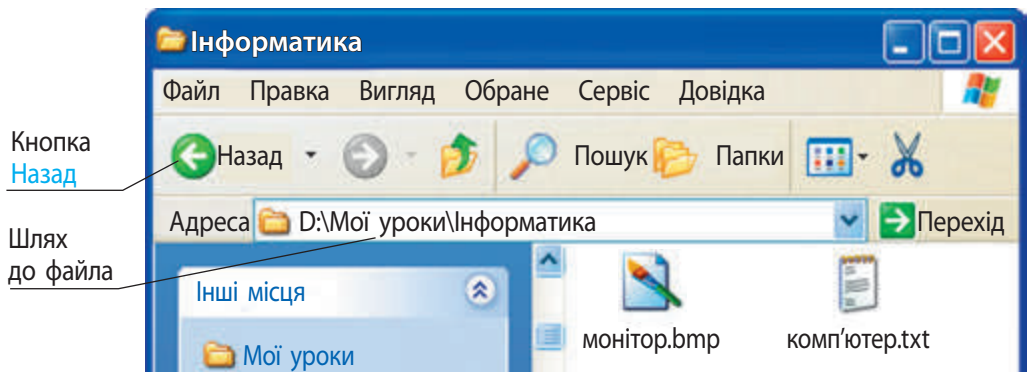 Інформатика
Файл Правка Вигляд Обране Сервіс Довідка
Кнопка
Назад
Назад Пошук Папки
Адреса D:\Мої уроки\Інформатика Перехід
Шлях
до файла
Інші місця
Мої уроки
монітор.bmp комп'ютер.txt